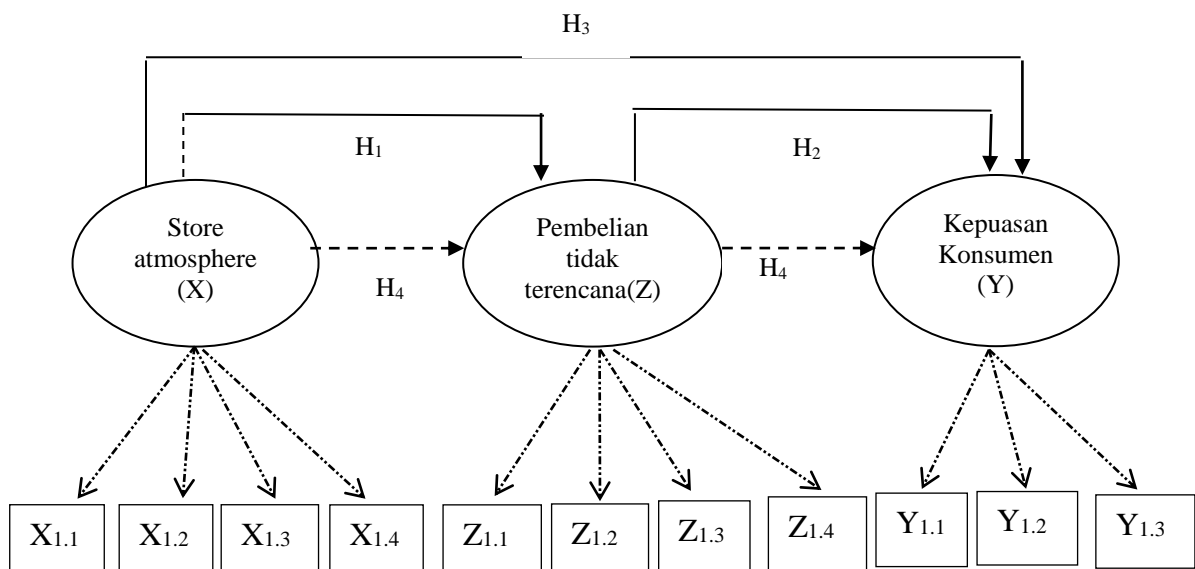 H₃
H₁
H₂
Store
atmosphere
(X)
Pembelian
tidak
terencana(Z)
Kepuasan
Konsumen
(Y)
H₄
H₄
X₁.₁
X₁.₂
X₁.₃
X₁.₄
Z₁.₁
Z₁.₂
Z₁.₃
Z₁.₄
Y₁.₁
Y₁.₂
Y₁.₃